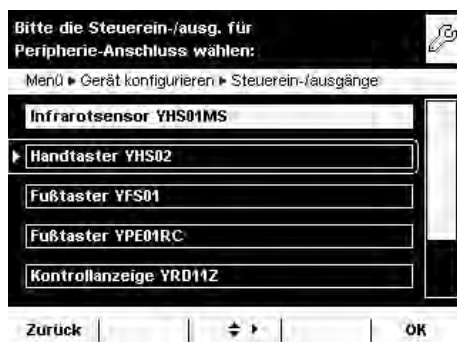 Bitte die Steuerein-/ausg. für
Peripherie-Anschluss wählen:
Menü ▸ Gerät konfigurieren ▸ Steuerein-/ausgänge
Infrarotsensor YHS01MS
Handtaster YHS02
Fußtaster YFS01
Fußtaster YPE01RC
Kontrollanzeige YRD11Z
Zurück
OK